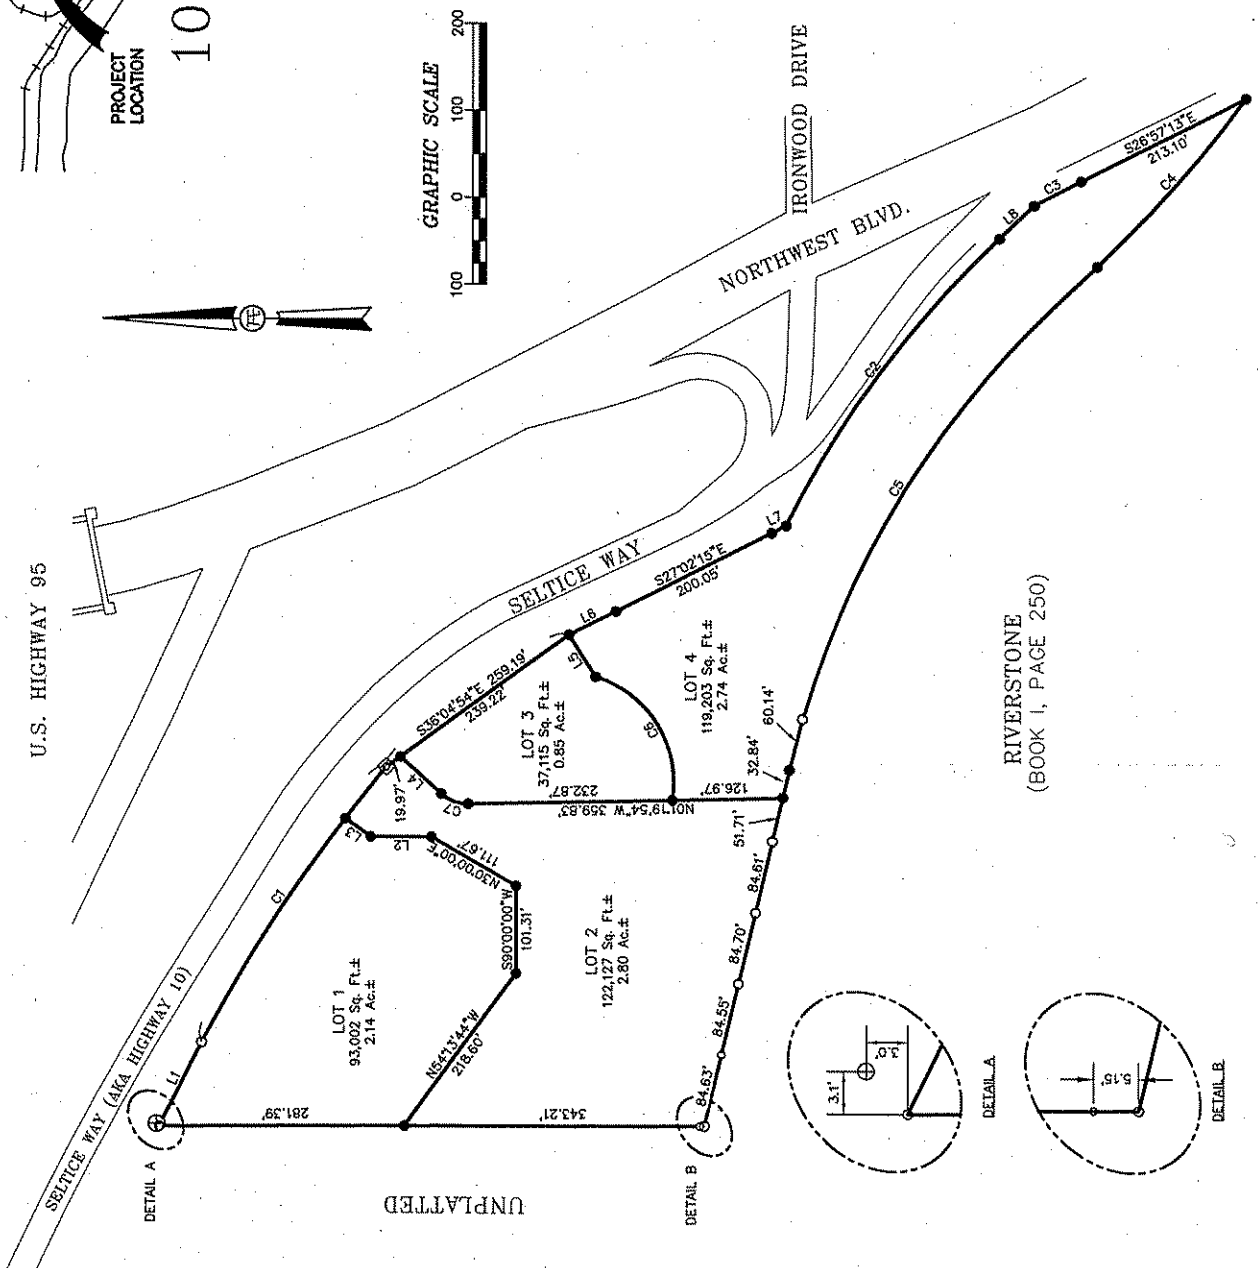 PROJECT
LOCATION
10
U.S. HIGHWAY 95
GRAPHIC SCALE
100
0
100
200
IRONWOOD DRIVE
NORTHWEST BLVD.
SELTICE WAY
SELTICE WAY (AKA HIGHWAY 10)
DETAIL A
L1
C1
L3
L2
N30°00'00"E
111.67'
S90°00'00"W
101.31'
N54°13'44"W
218.60'
281.39'
343.21'
LOT 1
93,002 Sq. Ft.±
2.14 Ac.±
LOT 2
122,127 Sq. Ft.±
2.80 Ac.±
19.97'
L4
C7
S36°04'54"E 259.19'
239.22'
LOT 3
37,115 Sq. Ft.±
0.85 Ac.±
232.87'
N01°19'54"W 359.83'
126.97'
C6
L5
L6
LOT 4
119,203 Sq. Ft.±
2.74 Ac.±
S27°02'15"E
200.05'
L7
C2
L8
C3
S26°57'13"E
213.10'
C4
C5
60.14'
32.84'
51.71'
84.61'
84.70'
84.55'
84.63'
DETAIL B
UNPLATTED
RIVERSTONE
(BOOK I, PAGE 250)
3.1'
3.0'
DETAIL A
5.15'
DETAIL B